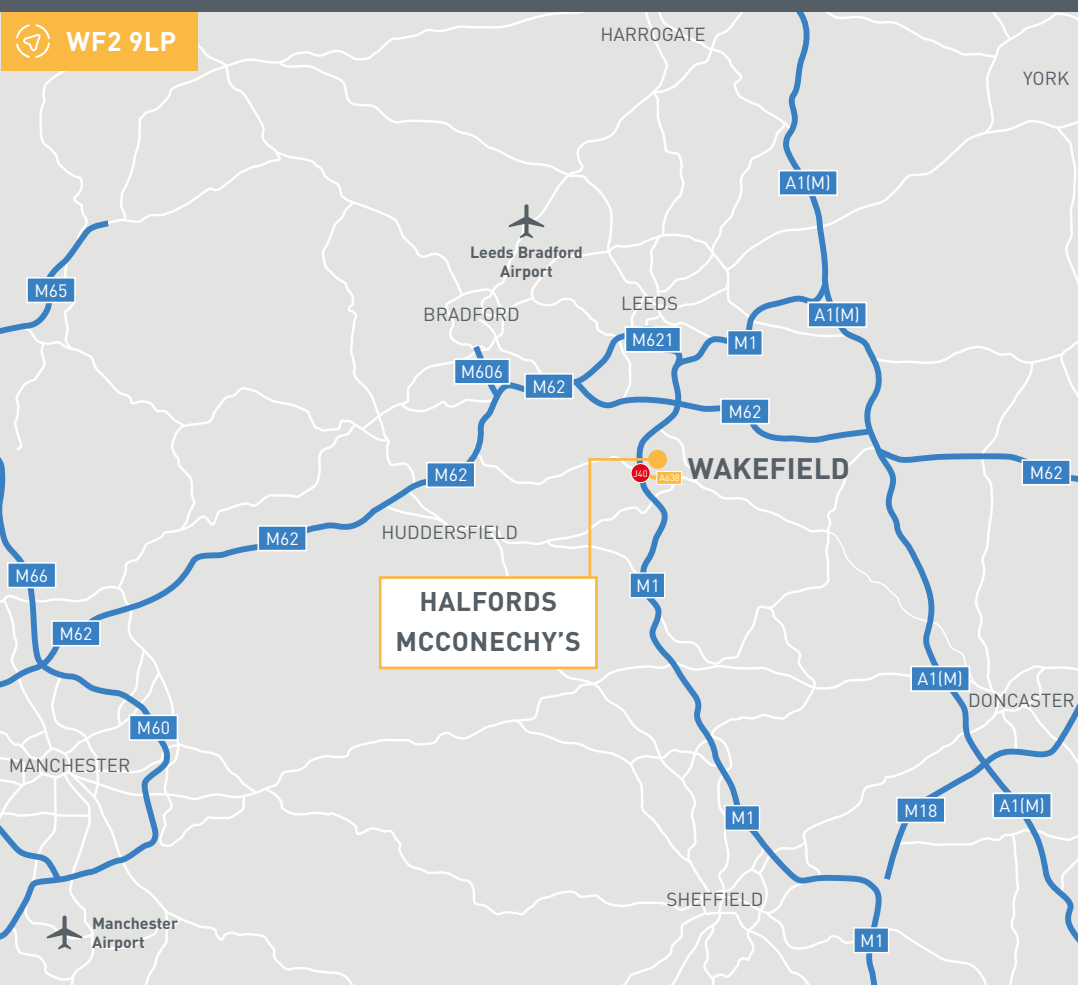 WF2 9LP
HARROGATE
YORK
A1(M)
Leeds Bradford
Airport
M65
LEEDS
BRADFORD
A1(M)
M621
M1
M606
M62
M62
WAKEFIELD
J40
A638
M62
M62
HUDDERSFIELD
M62
M66
M1
HALFORDS
MCCONECHY'S
M62
A1(M)
DONCASTER
M60
MANCHESTER
M18
A1(M)
M1
SHEFFIELD
Manchester
Airport
M1